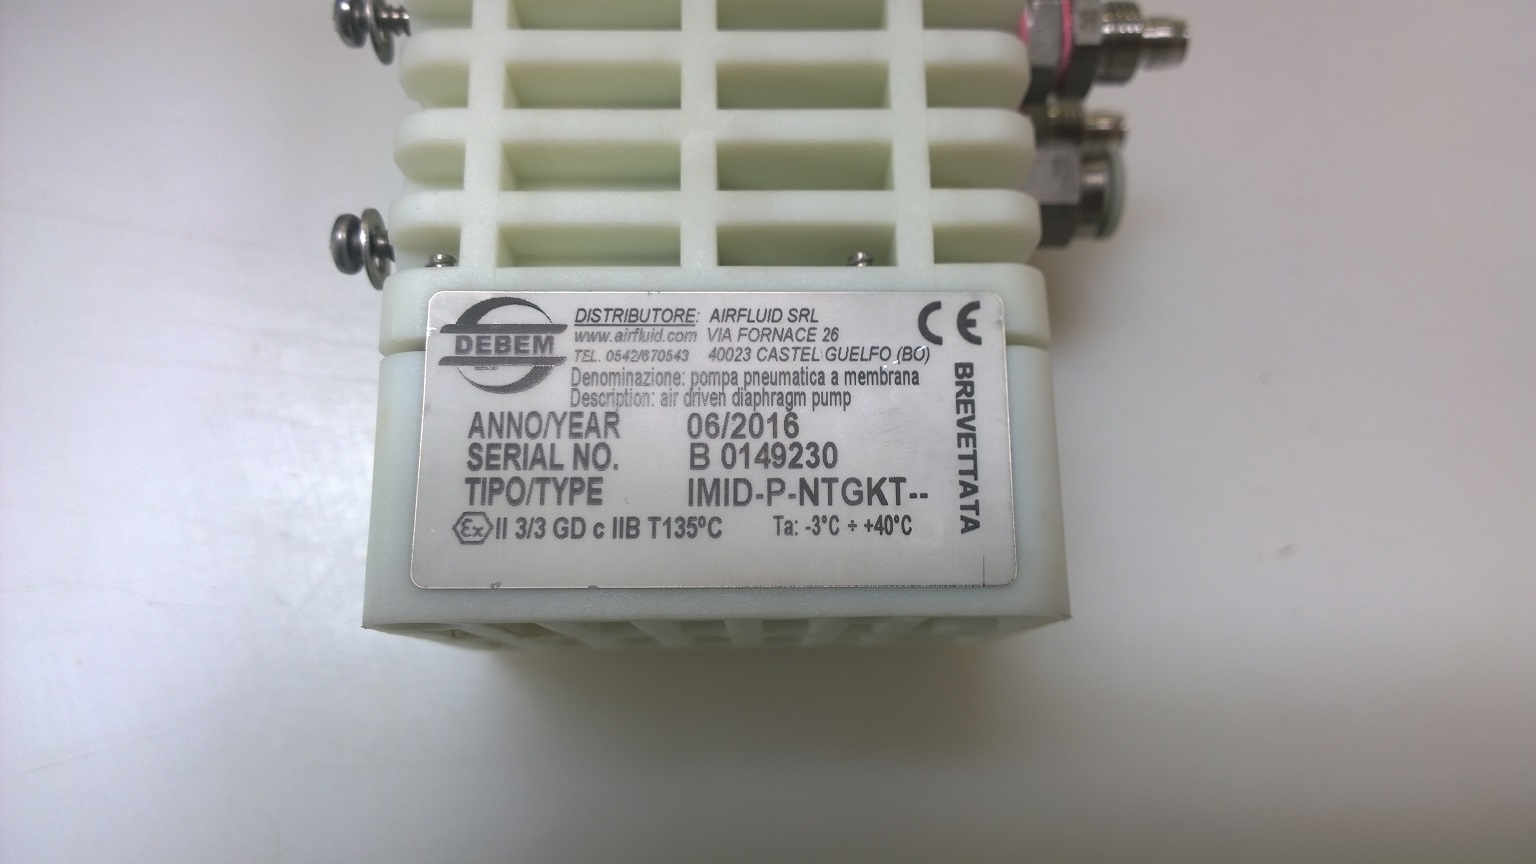 DEBEM
DISTRIBUTORE: AIRFLUID SRL
www.airfluid.com VIA FORNACE 26
TEL. 0542/670543 40023 CASTEL GUELFO (BO)
Denominazione: pompa pneumatica a membrana
Description: air driven diaphragm pump
ANNO/YEAR 06/2016
SERIAL NO. B 0149230
TIPO/TYPE IMID-P-NTGKT--
Ex II 3/3 GD c IIB T135ºC Ta: -3°C ÷ +40°C
CE
BREVETTATA